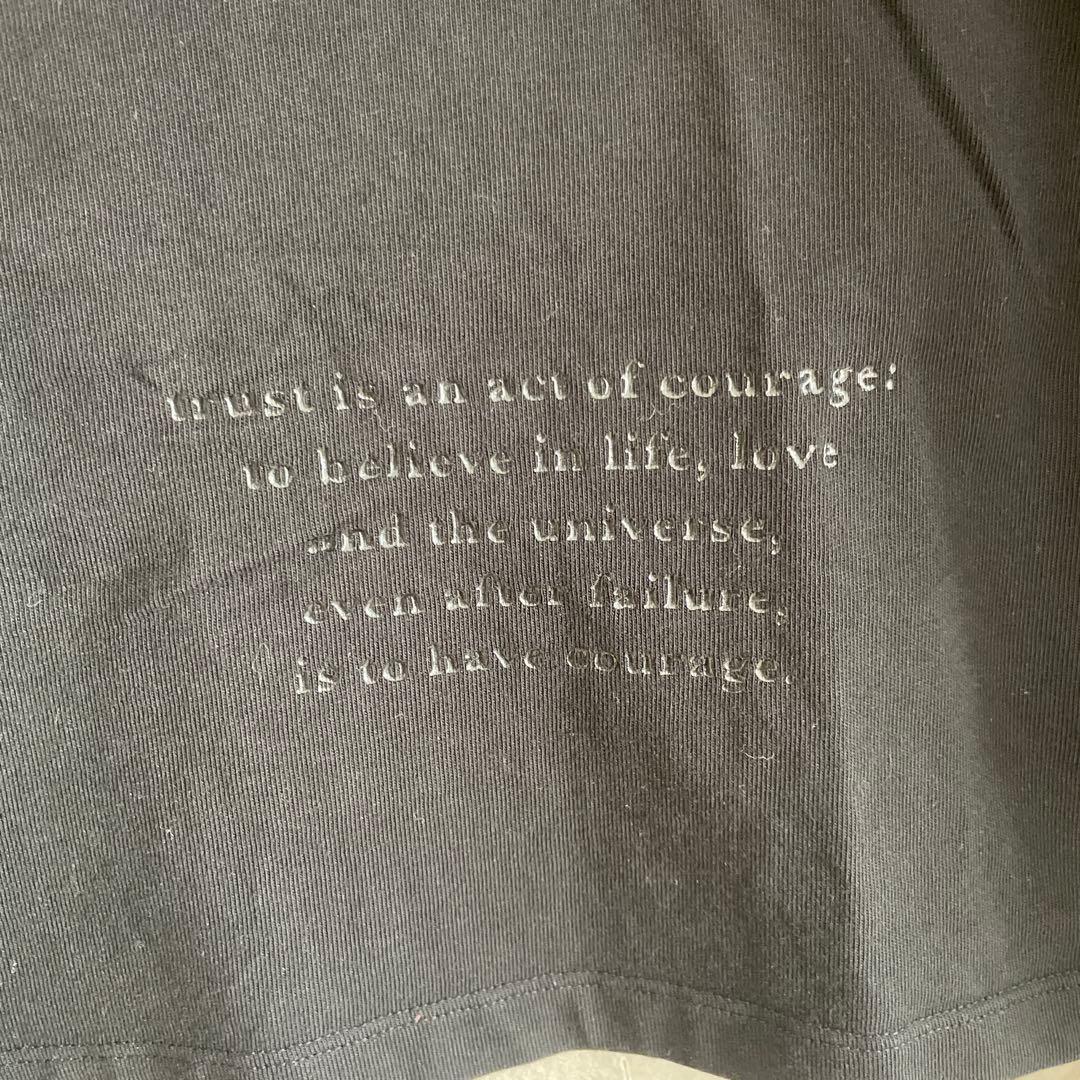 trust is an act of courage:
to believe in life, love
and the universe,
even after failure,
is to have courage.